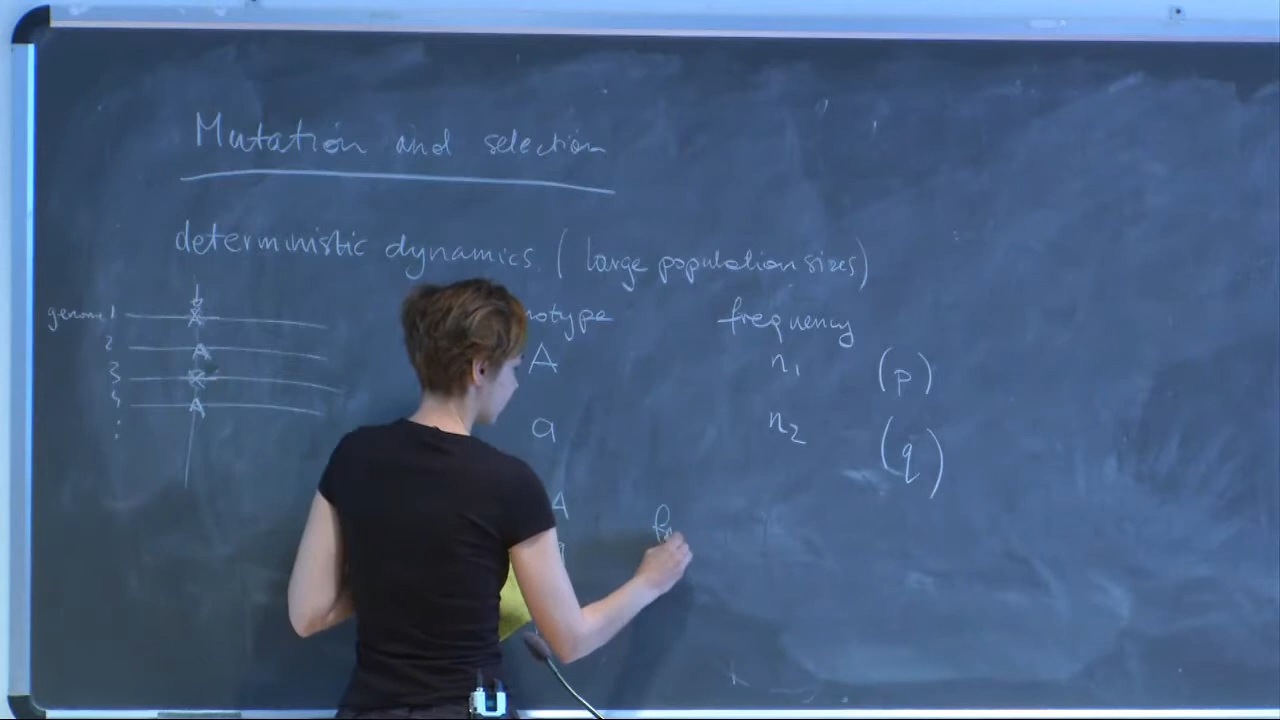 Mutation and selection
deterministic dynamics (large population sizes)
genome 1
2 A
3
4 A
notype frequency
A n₁ (p)
a n₂ (q)
A